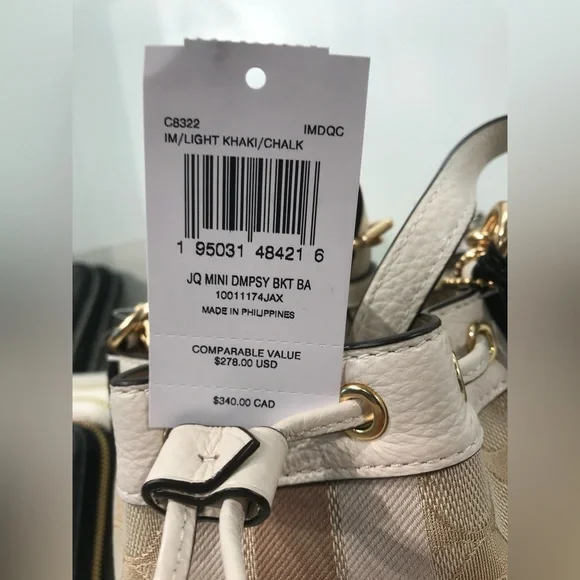 C8322 IMDQC
IM/LIGHT KHAKI/CHALK
1 95031 48421 6
JQ MINI DMPSY BKT BA
10011174JAX
MADE IN PHILIPPINES
COMPARABLE VALUE
$278.00 USD
$340.00 CAD